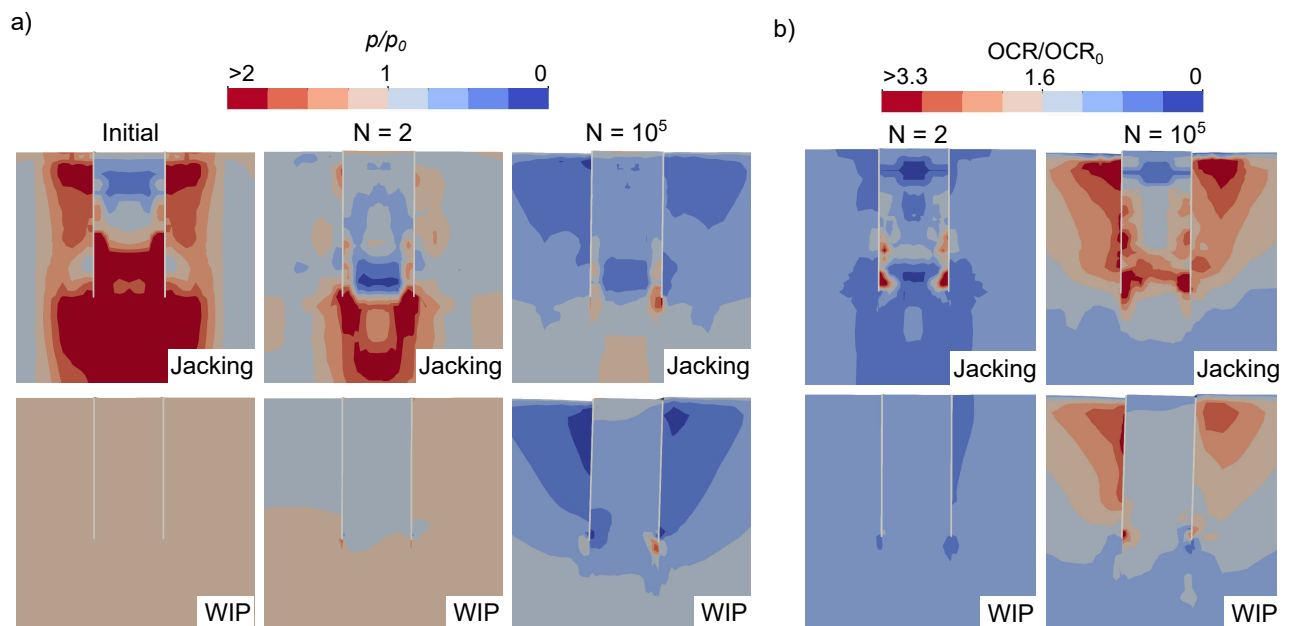 a)
p/p₀
>2 1 0
Initial N = 2 N = 10⁵
Jacking Jacking Jacking
WIP WIP WIP
b)
OCR/OCR₀
>3.3 1.6 0
N = 2 N = 10⁵
Jacking Jacking
WIP WIP